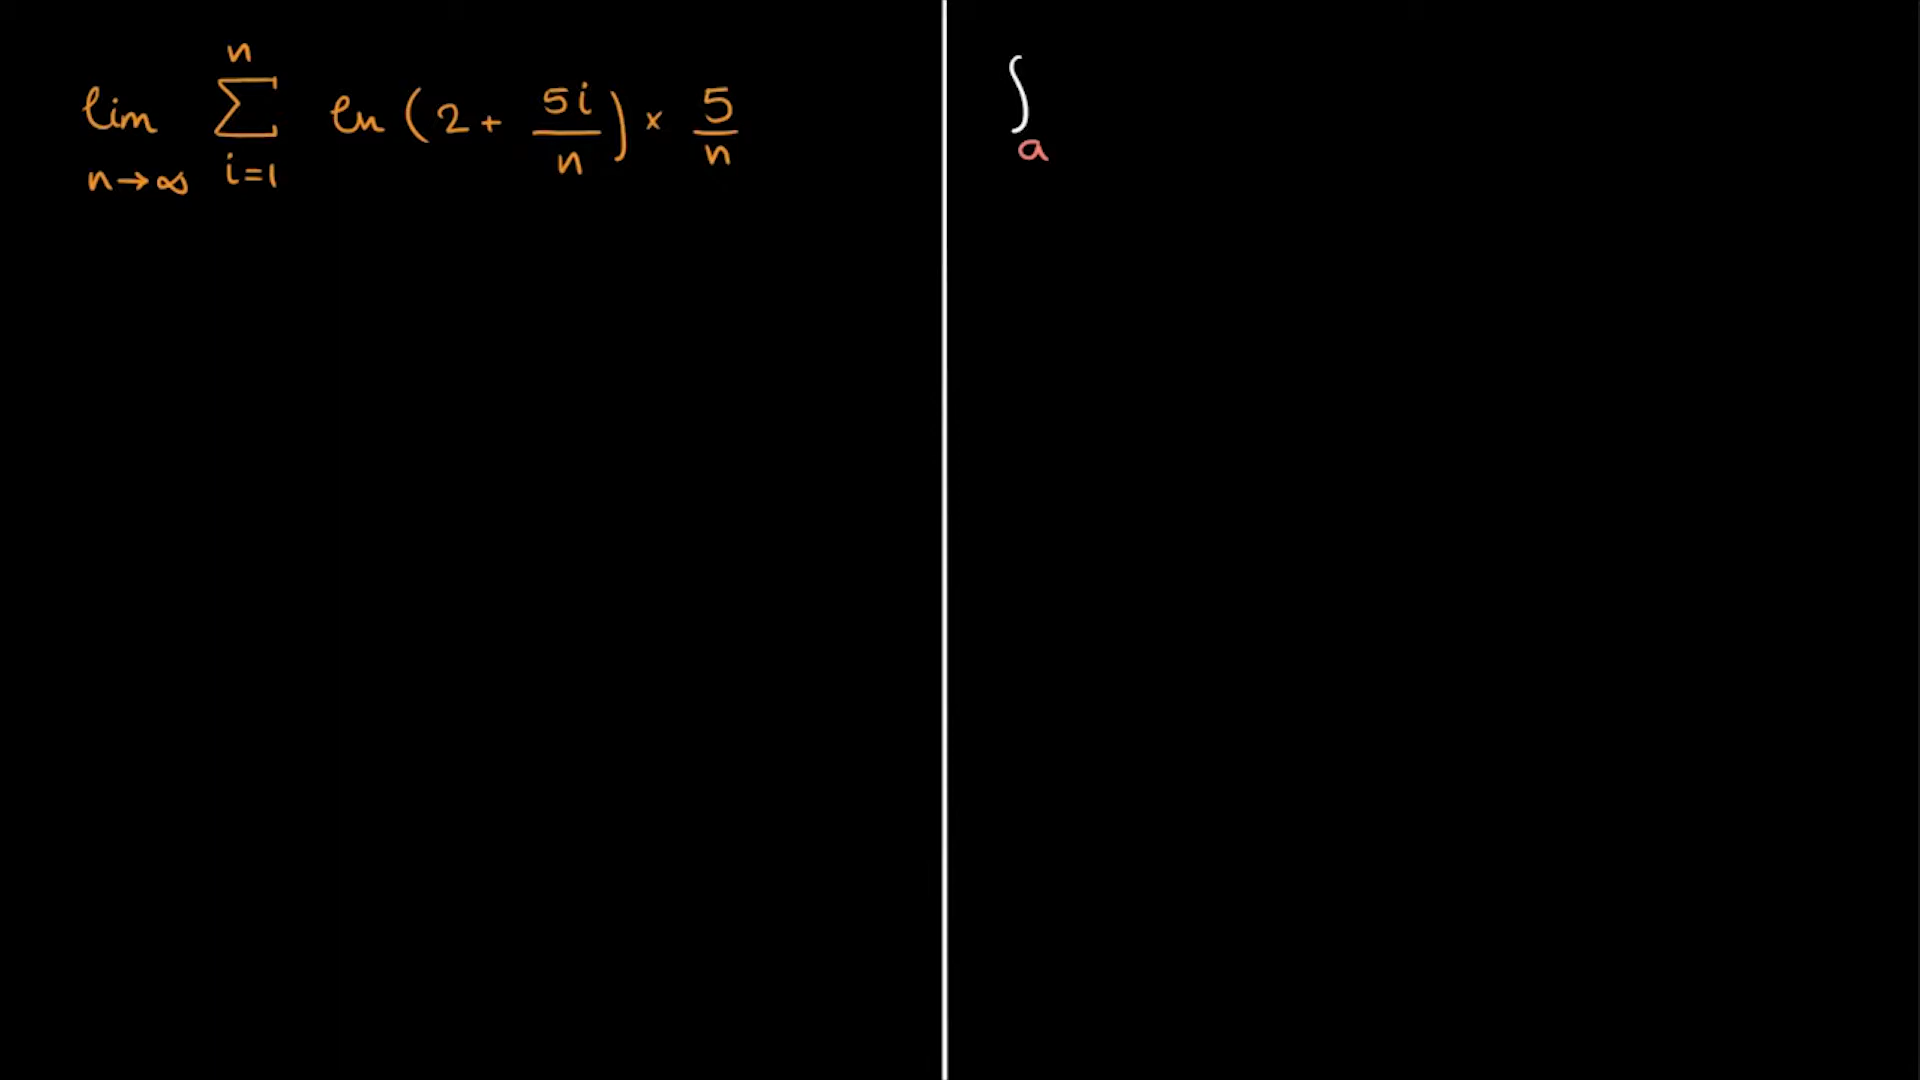 lim n→∞ n ∑ i=1 ln (2 + 5i/n) × 5/n
∫ a